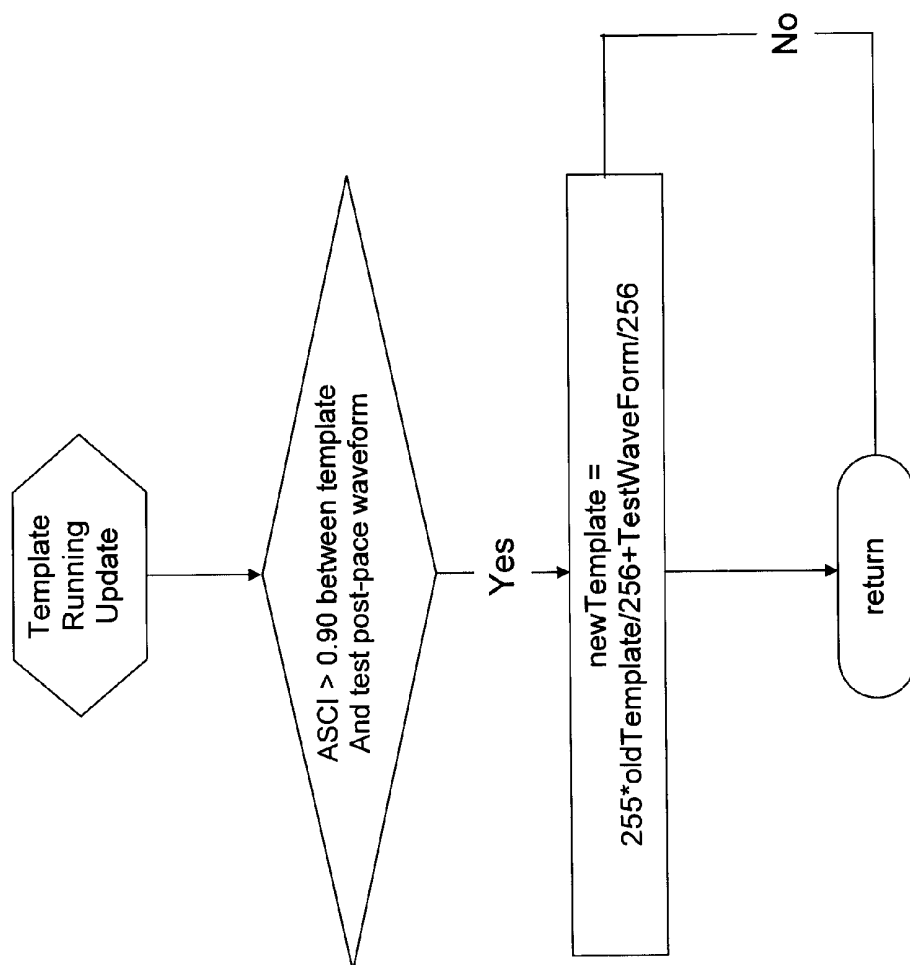 Template
Running
Update
ASCI > 0.90 between template
And test post-pace waveform
Yes
newTemplate =
255*oldTemplate/256+TestWaveForm/256
No
return